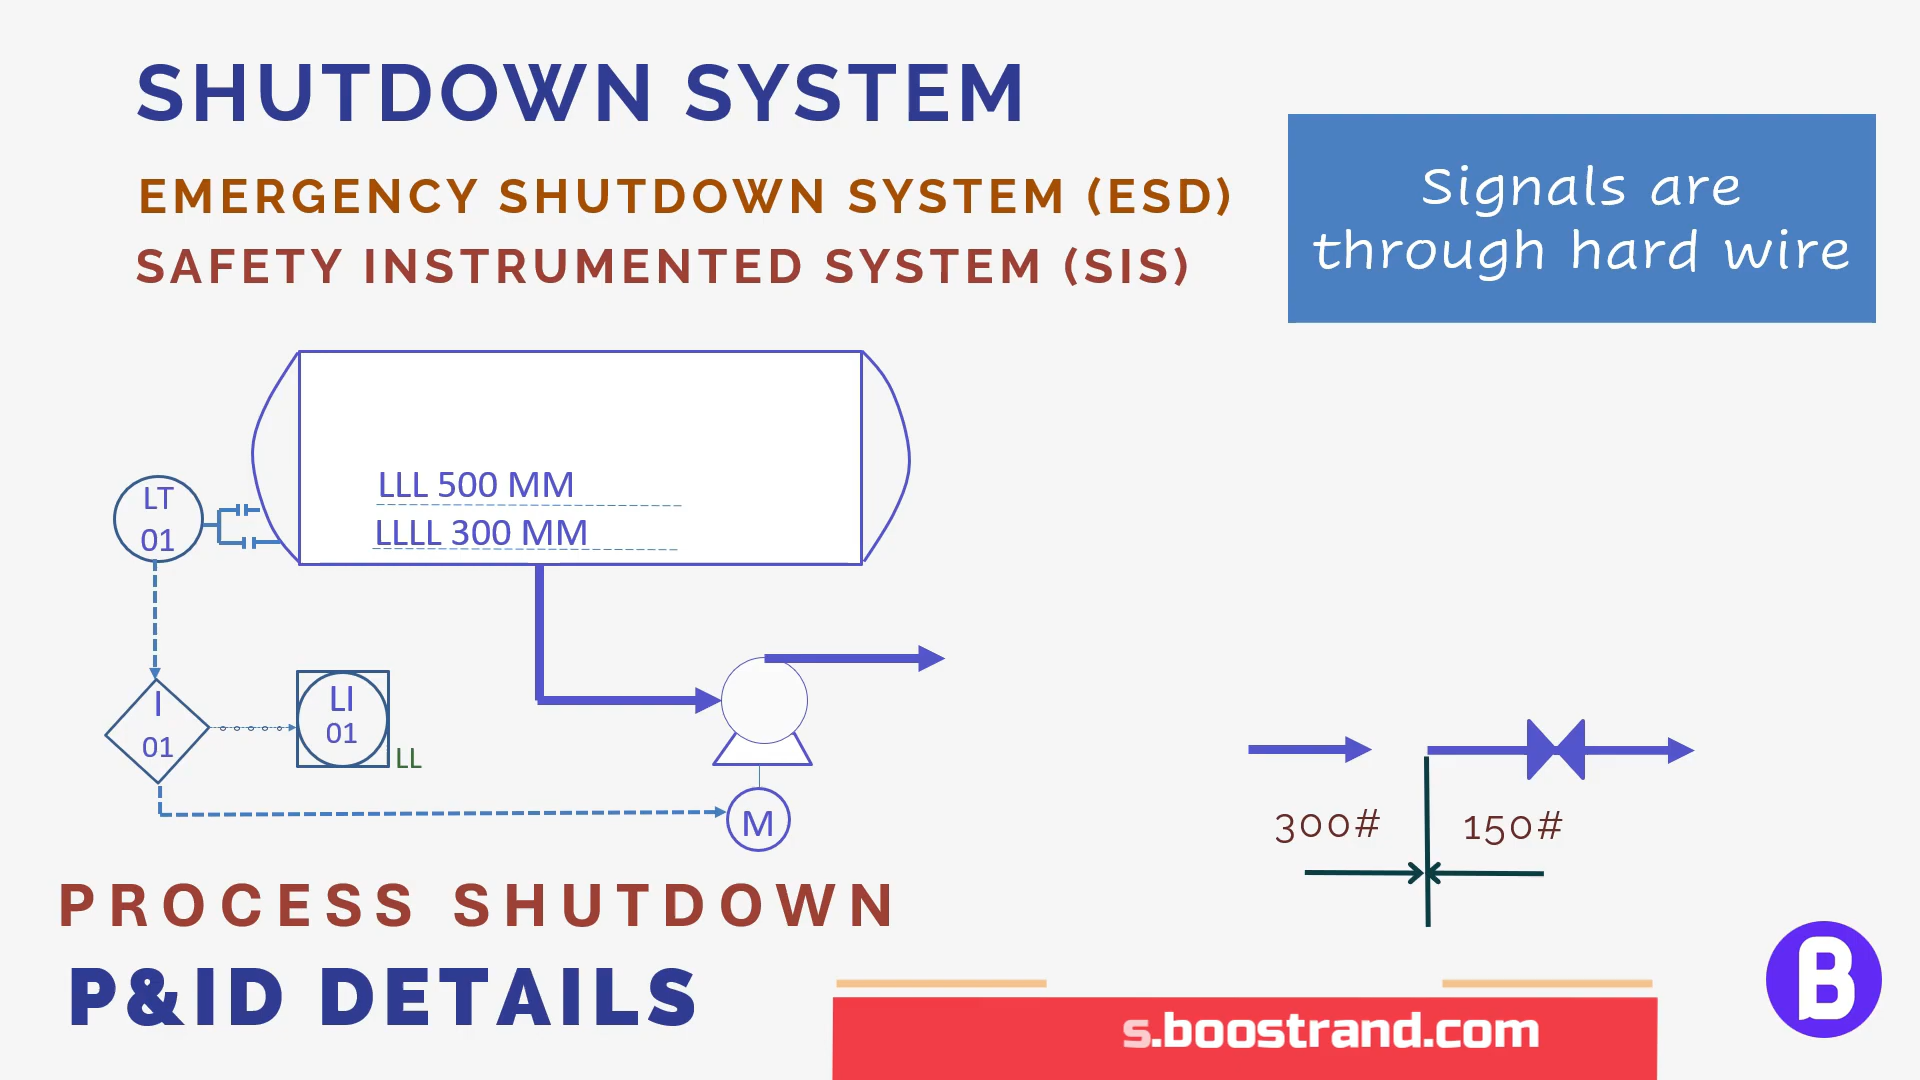 SHUTDOWN SYSTEM
EMERGENCY SHUTDOWN SYSTEM (ESD)
SAFETY INSTRUMENTED SYSTEM (SIS)
Signals are
through hard wire
LLL 500 MM
LLLL 300 MM
LT
01
I
01
LI
01
LL
M
300#
150#
PROCESS SHUTDOWN
P&ID DETAILS
s.boostrand.com
B